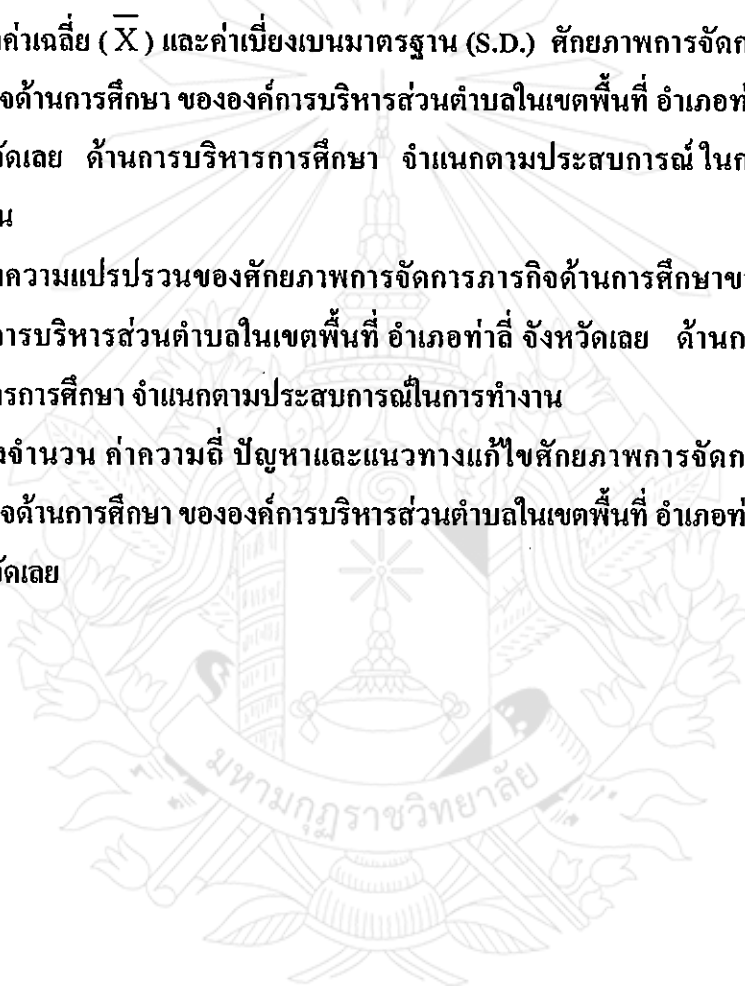 ค่าเฉลี่ย ( X̄ ) และค่าเบี่ยงเบนมาตรฐาน (S.D.) ศักยภาพการจัดก
จด้านการศึกษา ขององค์การบริหารส่วนตำบลในเขตพื้นที่ อำเภอท่
วัดเลย ด้านการบริหารการศึกษา จำแนกตามประสบการณ์ ในก
น
ความแปรปรวนของศักยภาพการจัดการภารกิจด้านการศึกษาข
การบริหารส่วนตำบลในเขตพื้นที่ อำเภอท่าลี่ จังหวัดเลย ด้านก
ารการศึกษา จำแนกตามประสบการณ์ในการทำงาน
งจำนวน ค่าความถี่ ปัญหาและแนวทางแก้ไขศักยภาพการจัดก
จด้านการศึกษา ขององค์การบริหารส่วนตำบลในเขตพื้นที่ อำเภอท่
วัดเลย
มหามกุฏราชวิทยาลัย